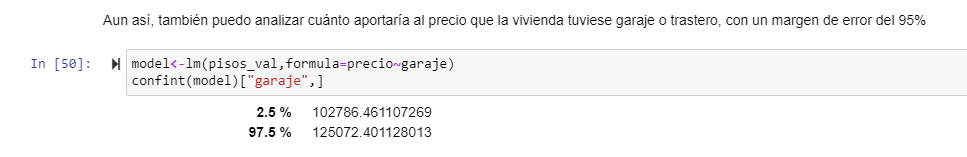 Aun así, también puedo analizar cuánto aportaría al precio que la vivienda tuviese garaje o trastero, con un margen de error del 95%
In [50]: model<-lm(pisos_val,formula=precio~garaje)
confint(model)["garaje",]
2.5 % 102786.461107269
97.5 % 125072.401128013